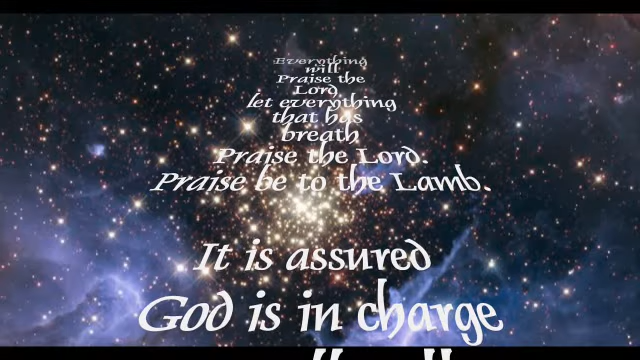 Everything
will
Praise the
Lord
let everything
that has
breath
Praise the Lord.
Praise be to the Lamb.
It is assured
God is in charge